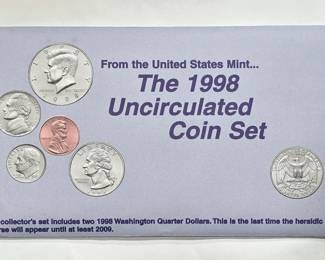 From the United States Mint...
The 1998
Uncirculated
Coin Set
collector's set includes two 1998 Washington Quarter Dollars. This is the last time the heraldic
rse will appear until at least 2009.